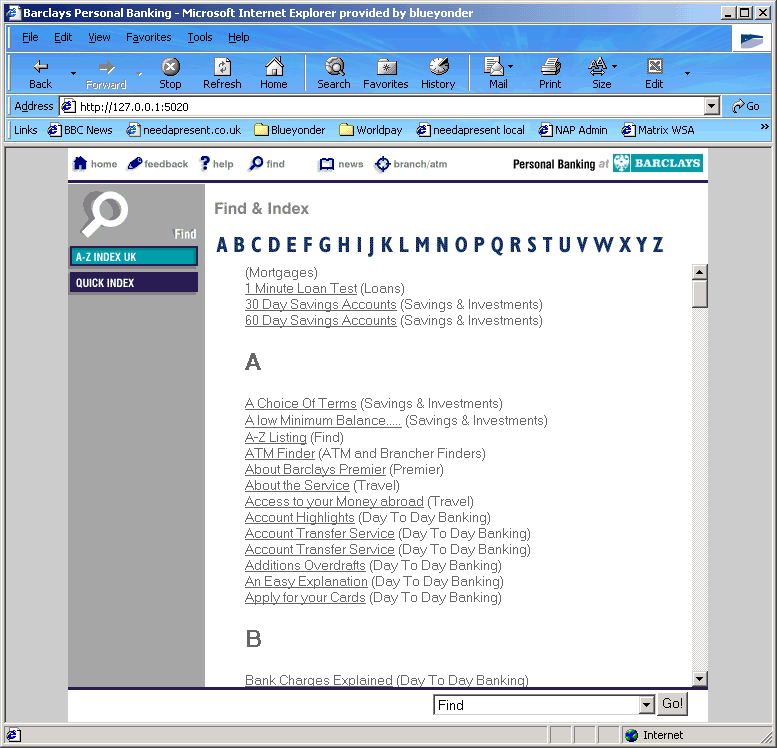 Barclays Personal Banking - Microsoft Internet Explorer provided by blueyonder
File Edit View Favorites Tools Help
Back Forward Stop Refresh Home Search Favorites History Mail Print Size Edit
Address http://127.0.0.1:5020 Go
Links BBC News needapresent.co.uk Blueyonder Worldpay needapresent local NAP Admin Matrix WSA »
home feedback help find news branch/atm Personal Banking at BARCLAYS
Find
A-Z INDEX UK
QUICK INDEX
Find & Index
A B C D E F G H I J K L M N O P Q R S T U V W X Y Z
(Mortgages)
1 Minute Loan Test (Loans)
30 Day Savings Accounts (Savings & Investments)
60 Day Savings Accounts (Savings & Investments)
A
A Choice Of Terms (Savings & Investments)
A low Minimum Balance..... (Savings & Investments)
A-Z Listing (Find)
ATM Finder (ATM and Brancher Finders)
About Barclays Premier (Premier)
About the Service (Travel)
Access to your Money abroad (Travel)
Account Highlights (Day To Day Banking)
Account Transfer Service (Day To Day Banking)
Account Transfer Service (Day To Day Banking)
Additions Overdrafts (Day To Day Banking)
An Easy Explanation (Day To Day Banking)
Apply for your Cards (Day To Day Banking)
B
Bank Charges Explained (Day To Day Banking)
Find Go!
Internet